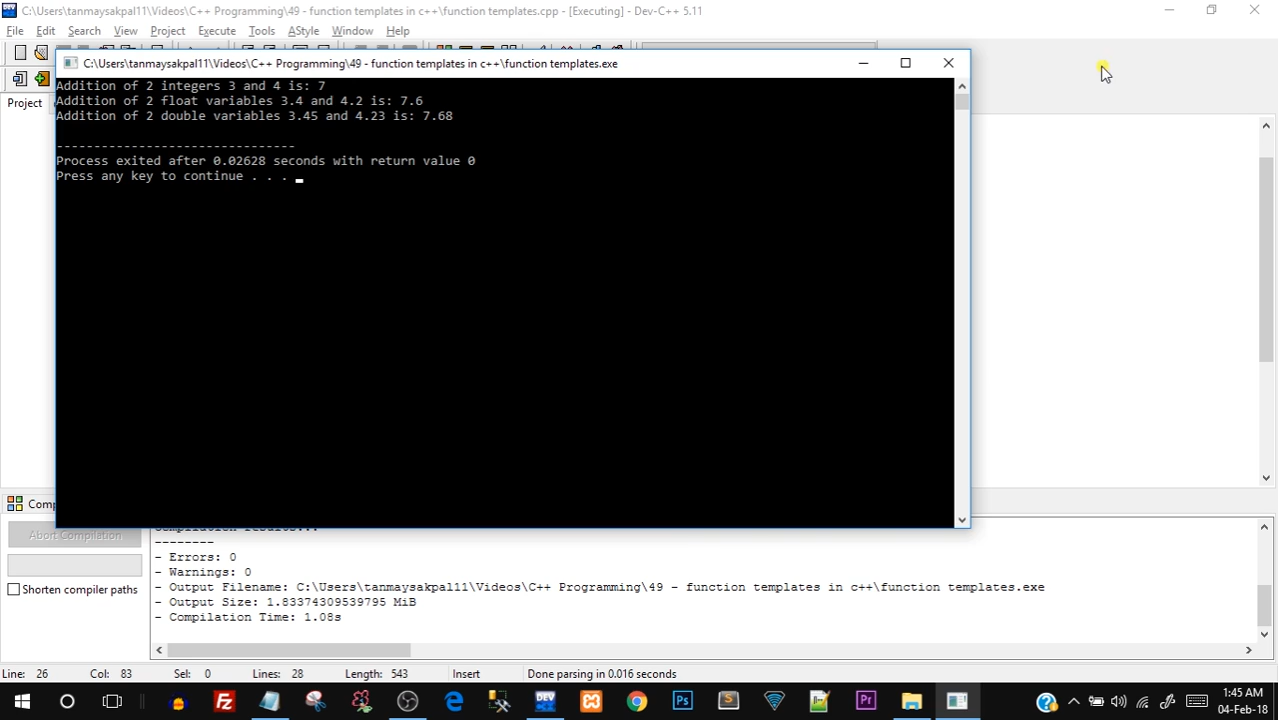 C:\Users\tanmaysakpal11\Videos\C++ Programming\49 - function templates in c++\function templates.cpp - [Executing] - Dev-C++ 5.11
File Edit Search View Project Execute Tools AStyle Window Help
C:\Users\tanmaysakpal11\Videos\C++ Programming\49 - function templates in c++\function templates.exe
Project
Addition of 2 integers 3 and 4 is: 7
Addition of 2 float variables 3.4 and 4.2 is: 7.6
Addition of 2 double variables 3.45 and 4.23 is: 7.68
--------------------------------
Process exited after 0.02628 seconds with return value 0
Press any key to continue . . .
Comp
Abort Compilation
Shorten compiler paths
Compilation results...
--------
- Errors: 0
- Warnings: 0
- Output Filename: C:\Users\tanmaysakpal11\Videos\C++ Programming\49 - function templates in c++\function templates.exe
- Output Size: 1.83374309539795 MiB
- Compilation Time: 1.08s
Line: 26 Col: 83 Sel: 0 Lines: 28 Length: 543 Insert Done parsing in 0.016 seconds
1:45 AM
04-Feb-18